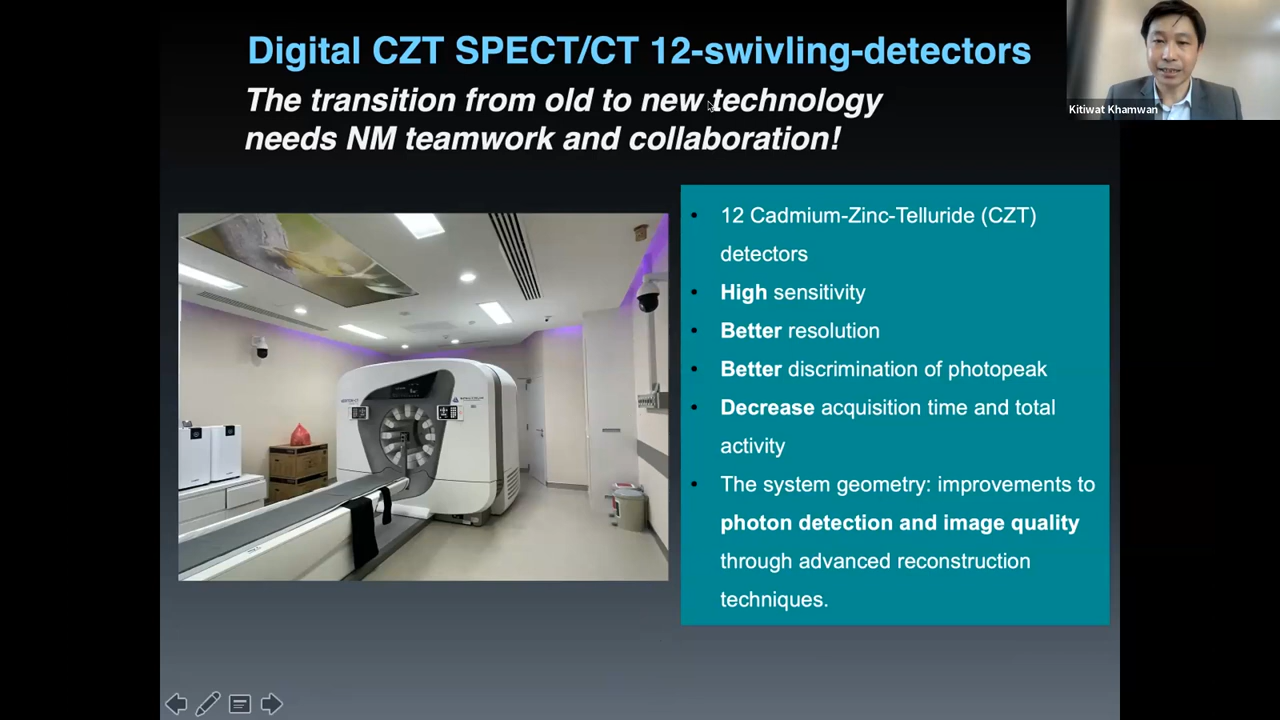 Digital CZT SPECT/CT 12-swivling-detectors
The transition from old to new technology
needs NM teamwork and collaboration!
Kitiwat Khamwan
• 12 Cadmium-Zinc-Telluride (CZT)
detectors
• High sensitivity
• Better resolution
• Better discrimination of photopeak
• Decrease acquisition time and total
activity
• The system geometry: improvements to
photon detection and image quality
through advanced reconstruction
techniques.